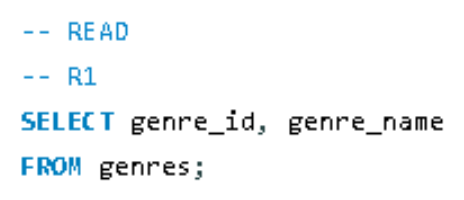 -- READ
-- R1
SELECT genre_id, genre_name
FROM genres;